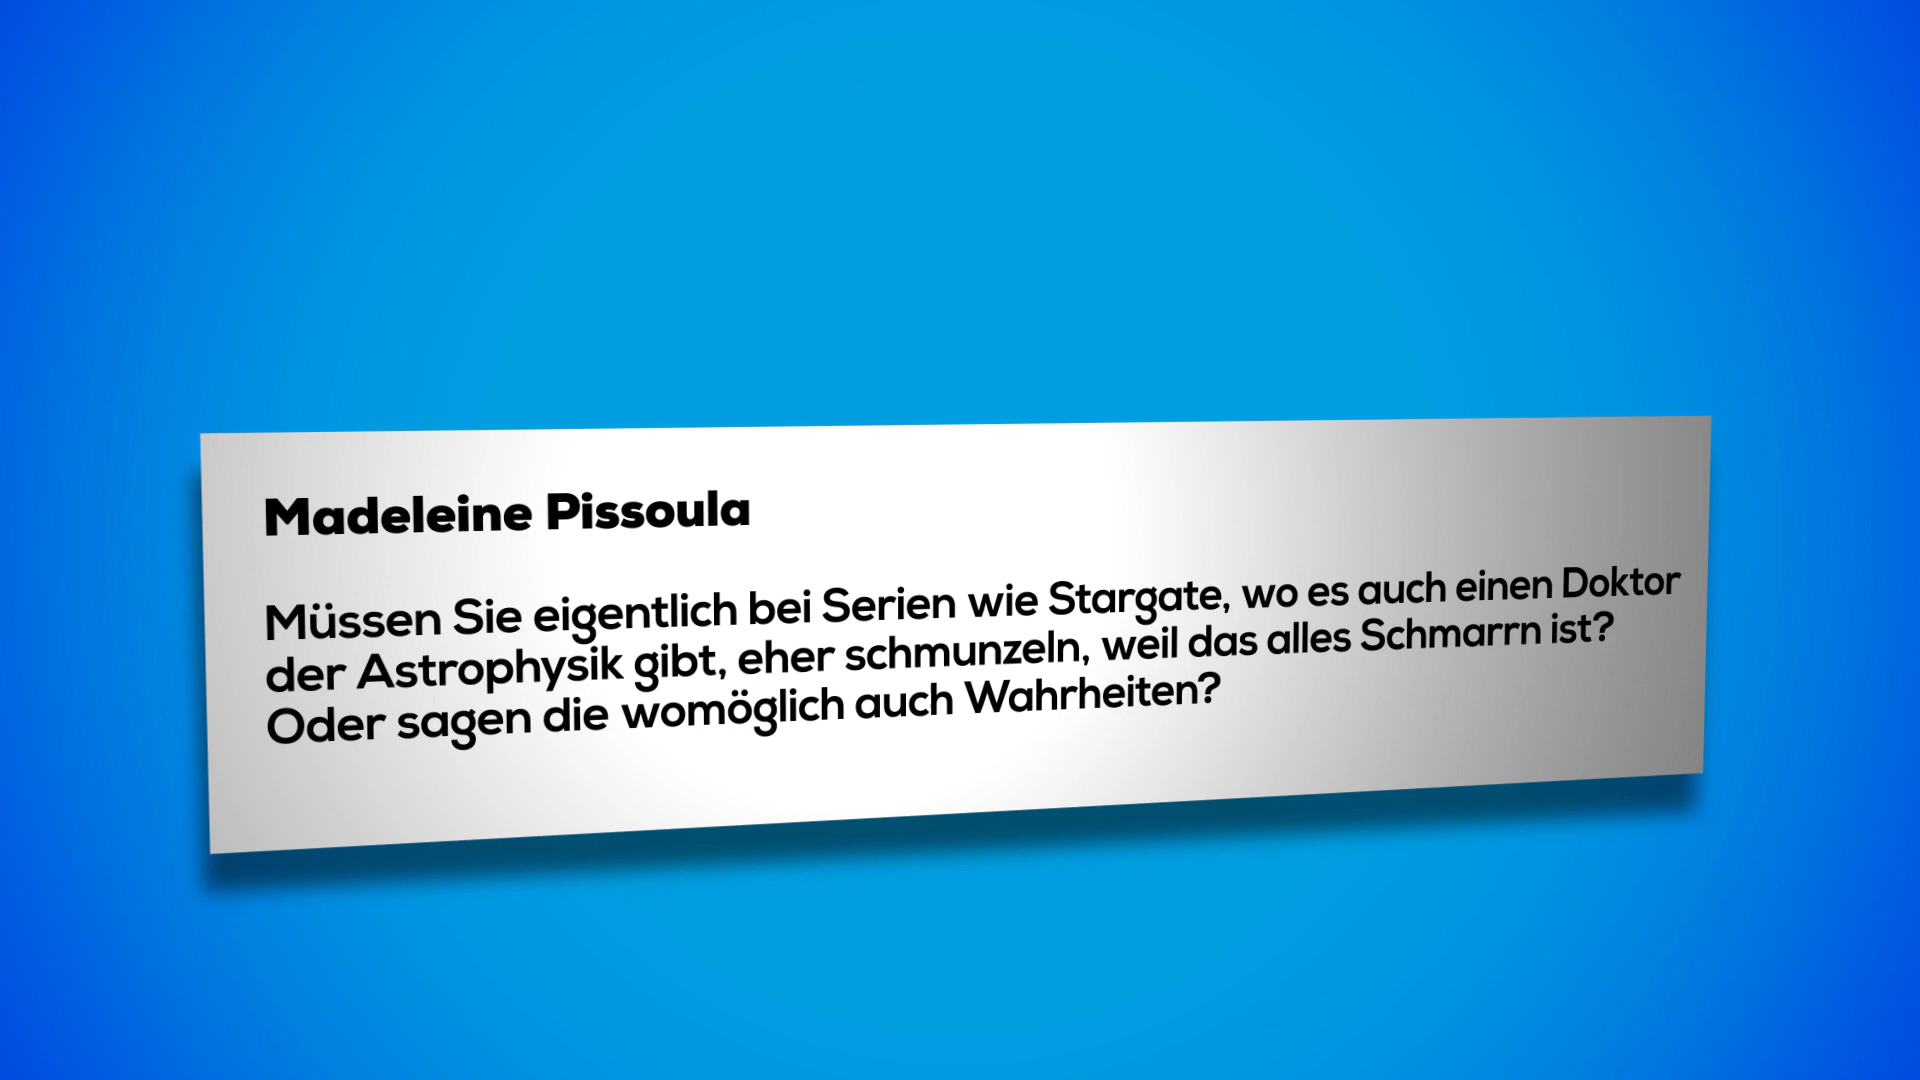 Madeleine Pissoula
Müssen Sie eigentlich bei Serien wie Stargate, wo es auch einen Doktor
der Astrophysik gibt, eher schmunzeln, weil das alles Schmarrn ist?
Oder sagen die womöglich auch Wahrheiten?